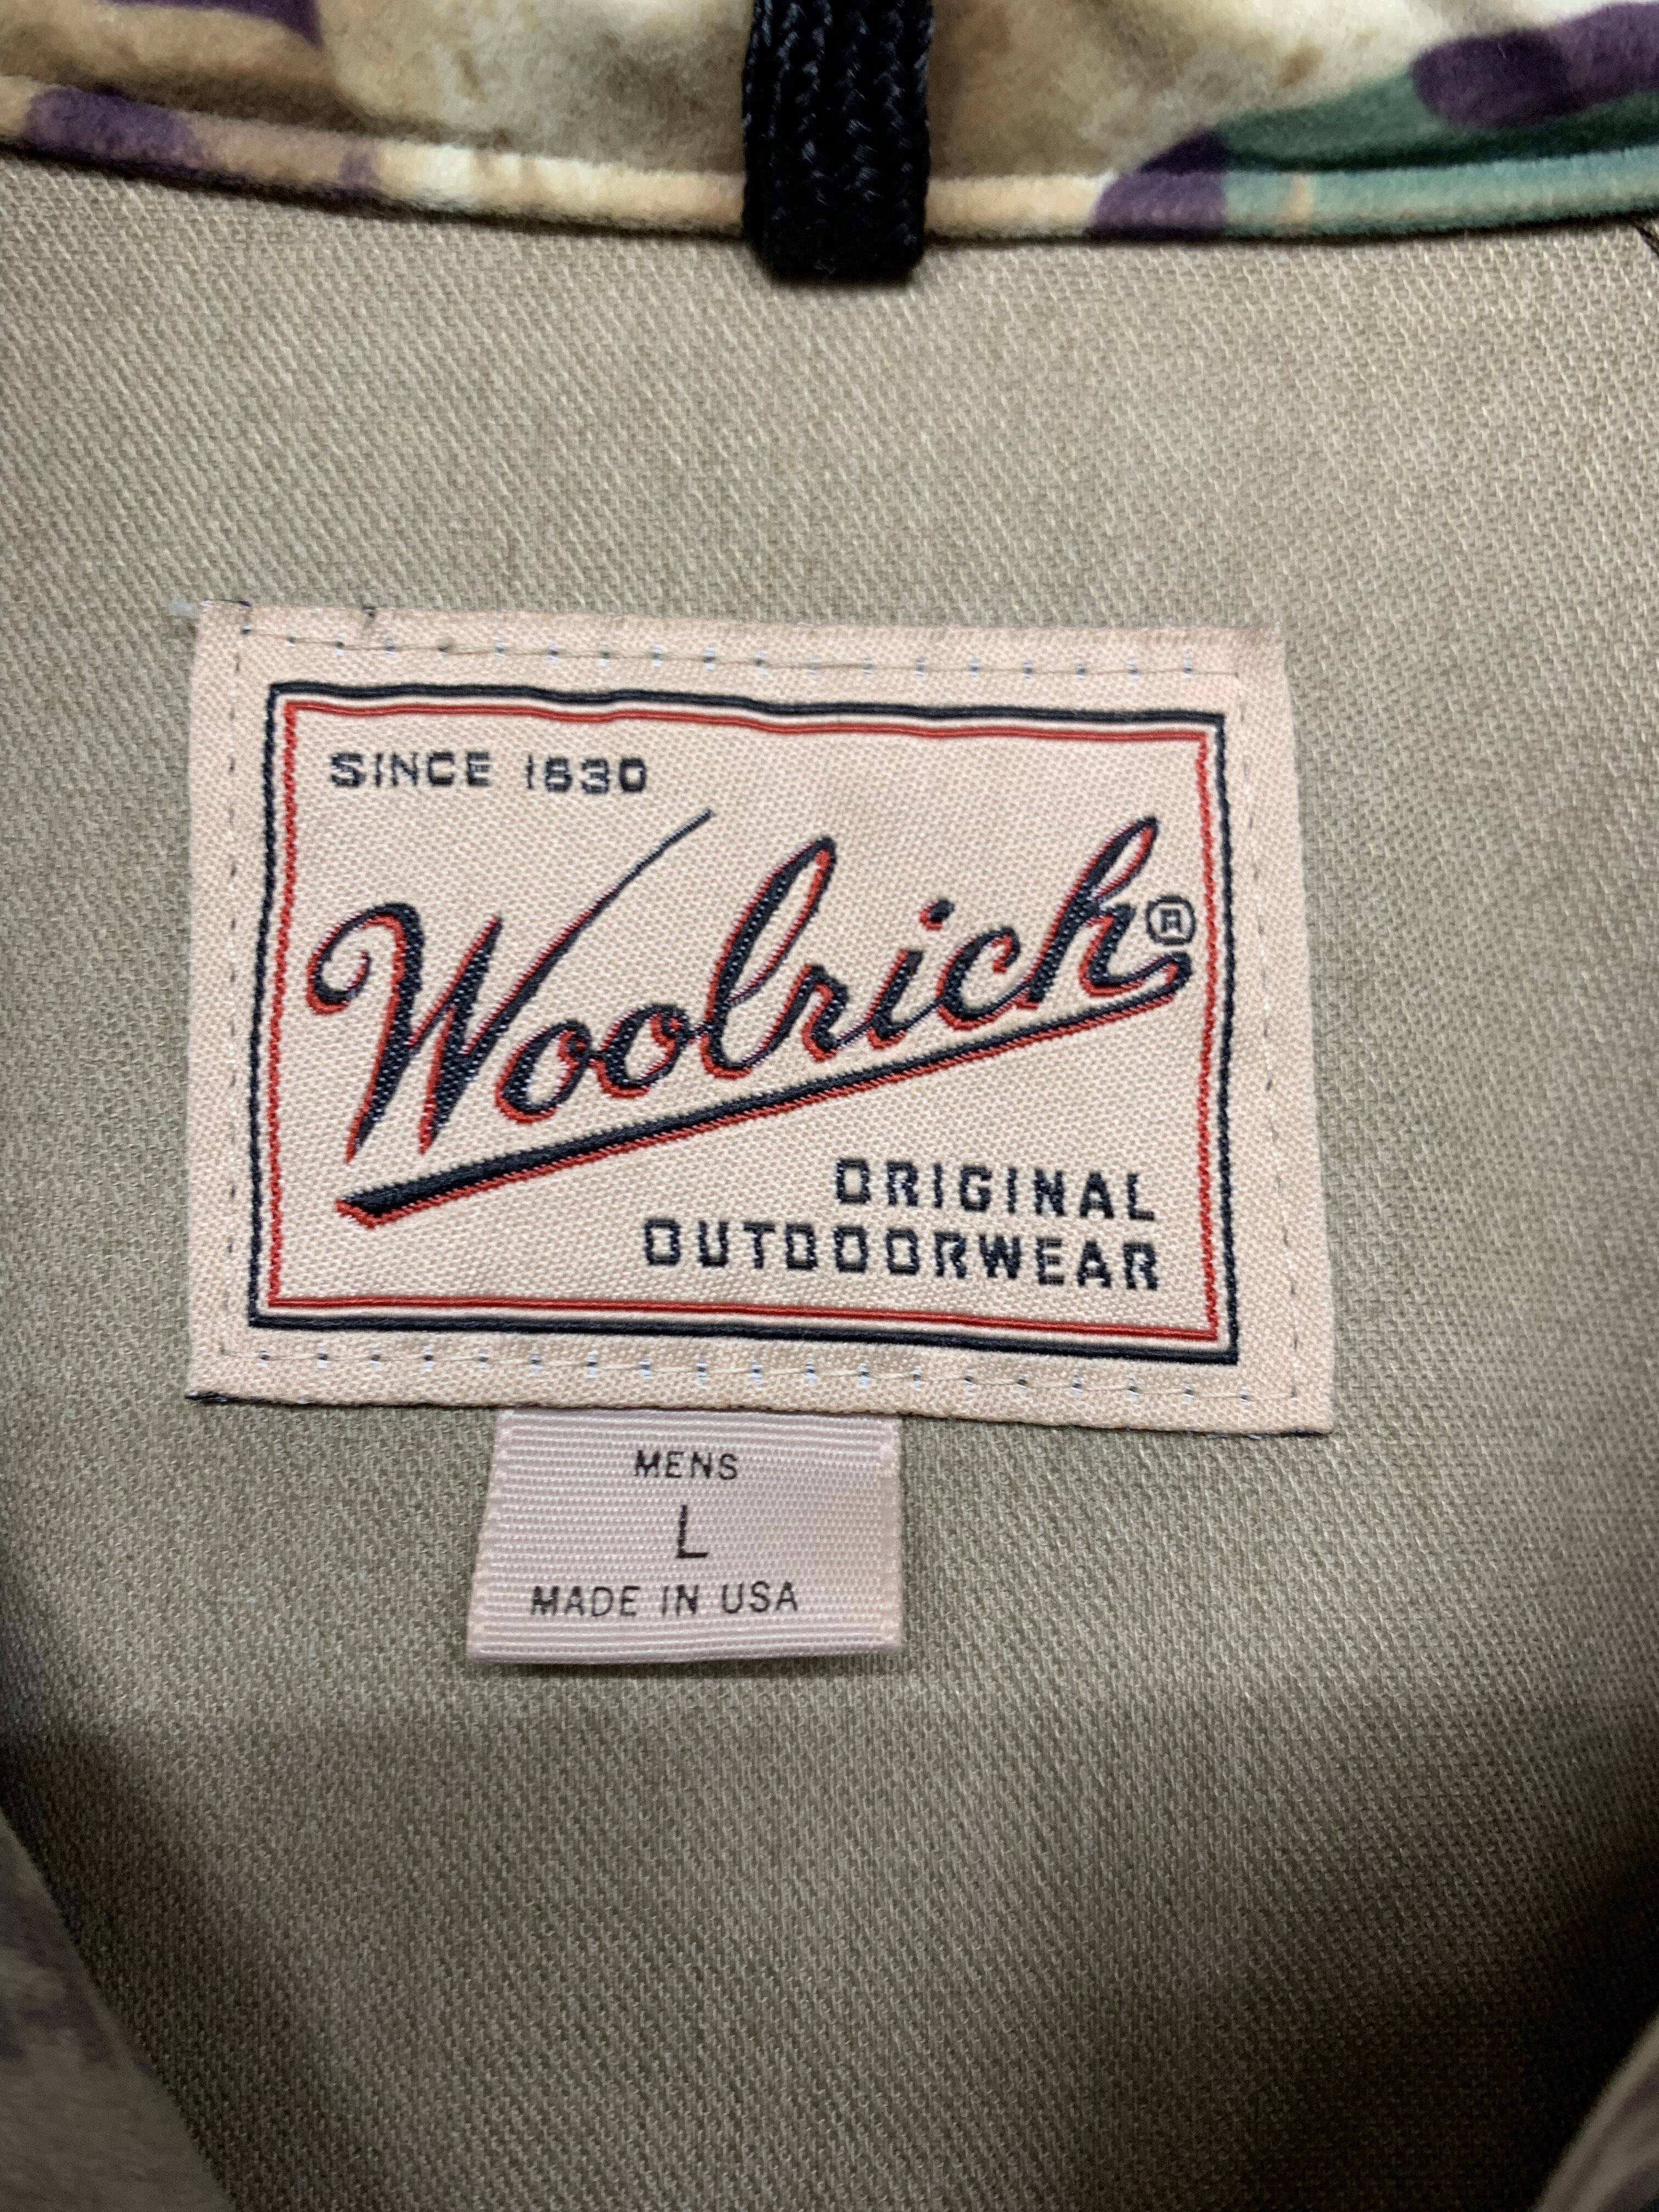 SINCE 1830
Woolrich®
ORIGINAL
OUTDOORWEAR
MENS
L
MADE IN USA